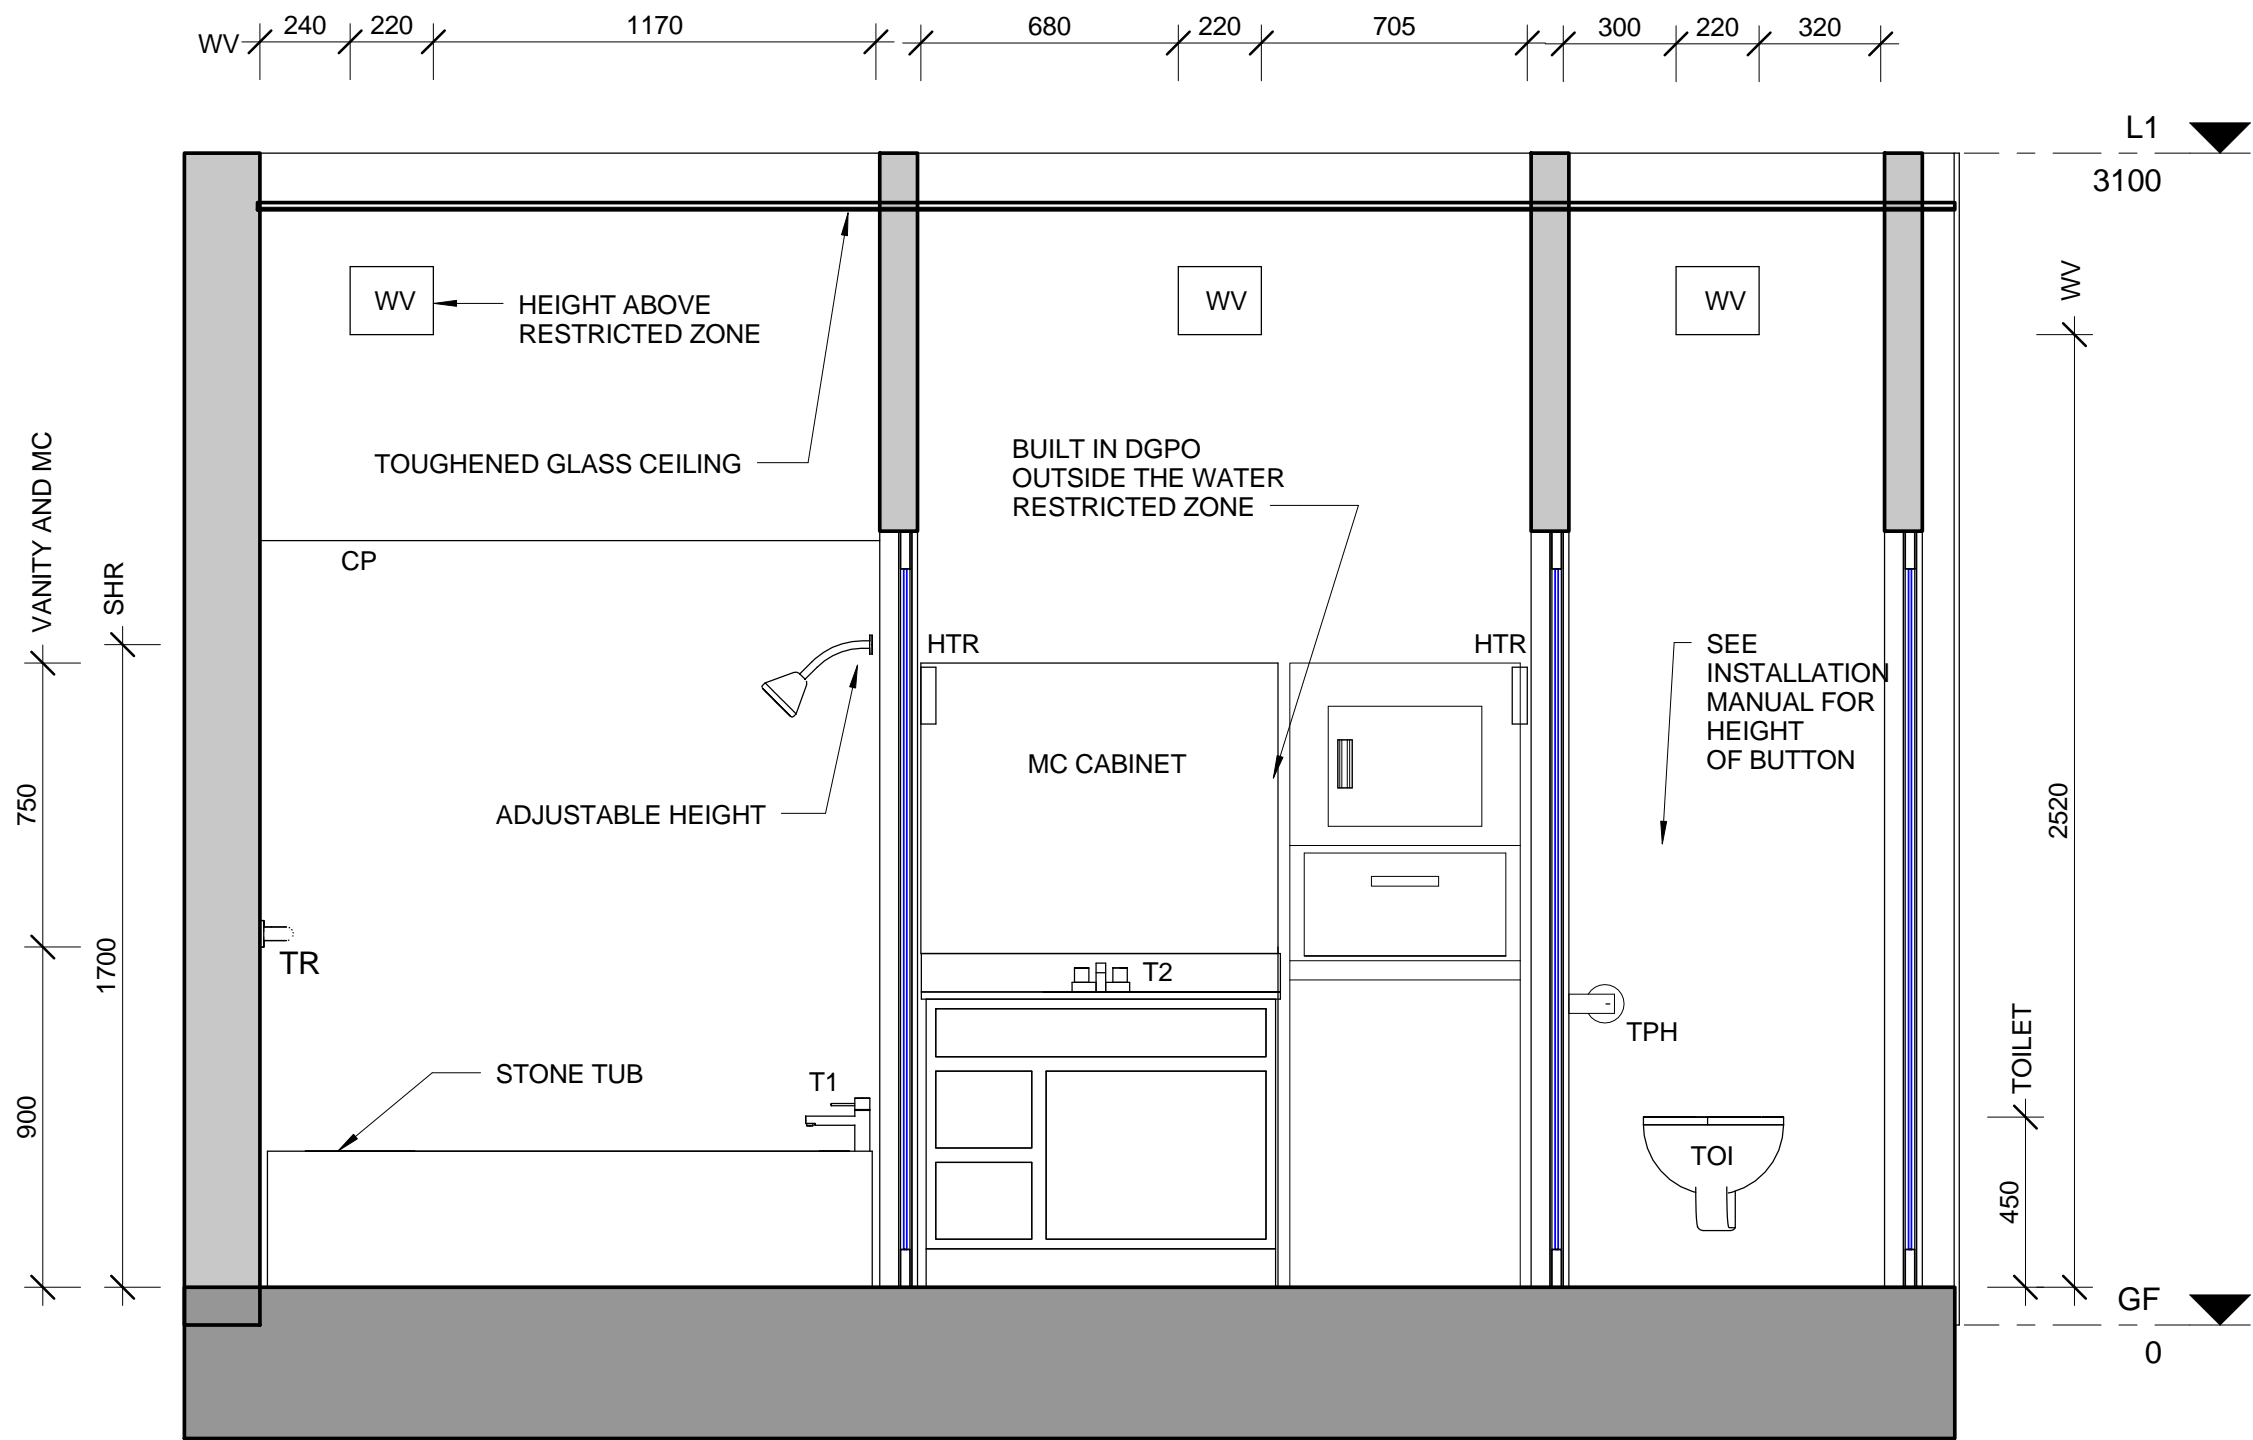 240 220 1170 680 220 705 300 220 320
WV
L1
3100
WV WV WV
HEIGHT ABOVE
RESTRICTED ZONE
WV
TOUGHENED GLASS CEILING
BUILT IN DGPO
OUTSIDE THE WATER
RESTRICTED ZONE
VANITY AND MC
SHR
CP
HTR HTR
SEE
INSTALLATION
MANUAL FOR
HEIGHT
OF BUTTON
MC CABINET
750
ADJUSTABLE HEIGHT
2520
1700
TR
T2
TPH
TOILET
STONE TUB
T1
900
TOI
450
GF
0